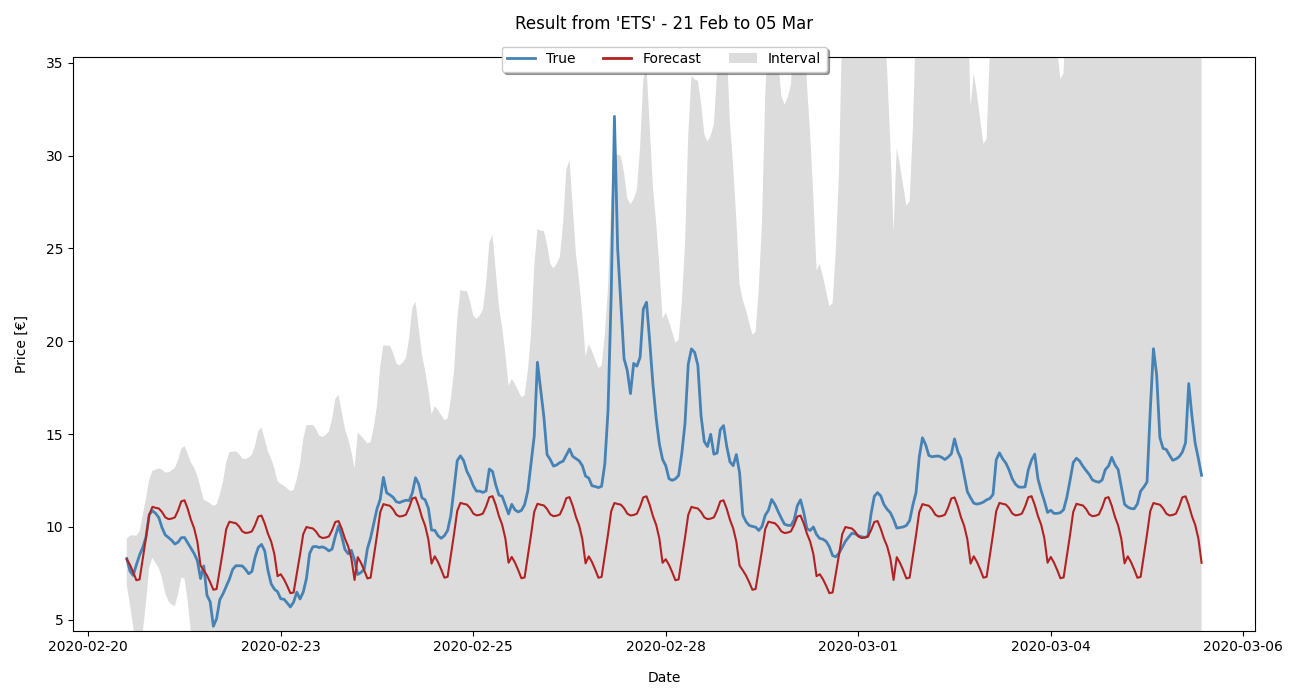 Result from 'ETS' - 21 Feb to 05 Mar
True Forecast Interval
35
30
25
20
15
10
5
Price [€]
2020-02-20 2020-02-23 2020-02-25 2020-02-28 2020-03-01 2020-03-04 2020-03-06
Date